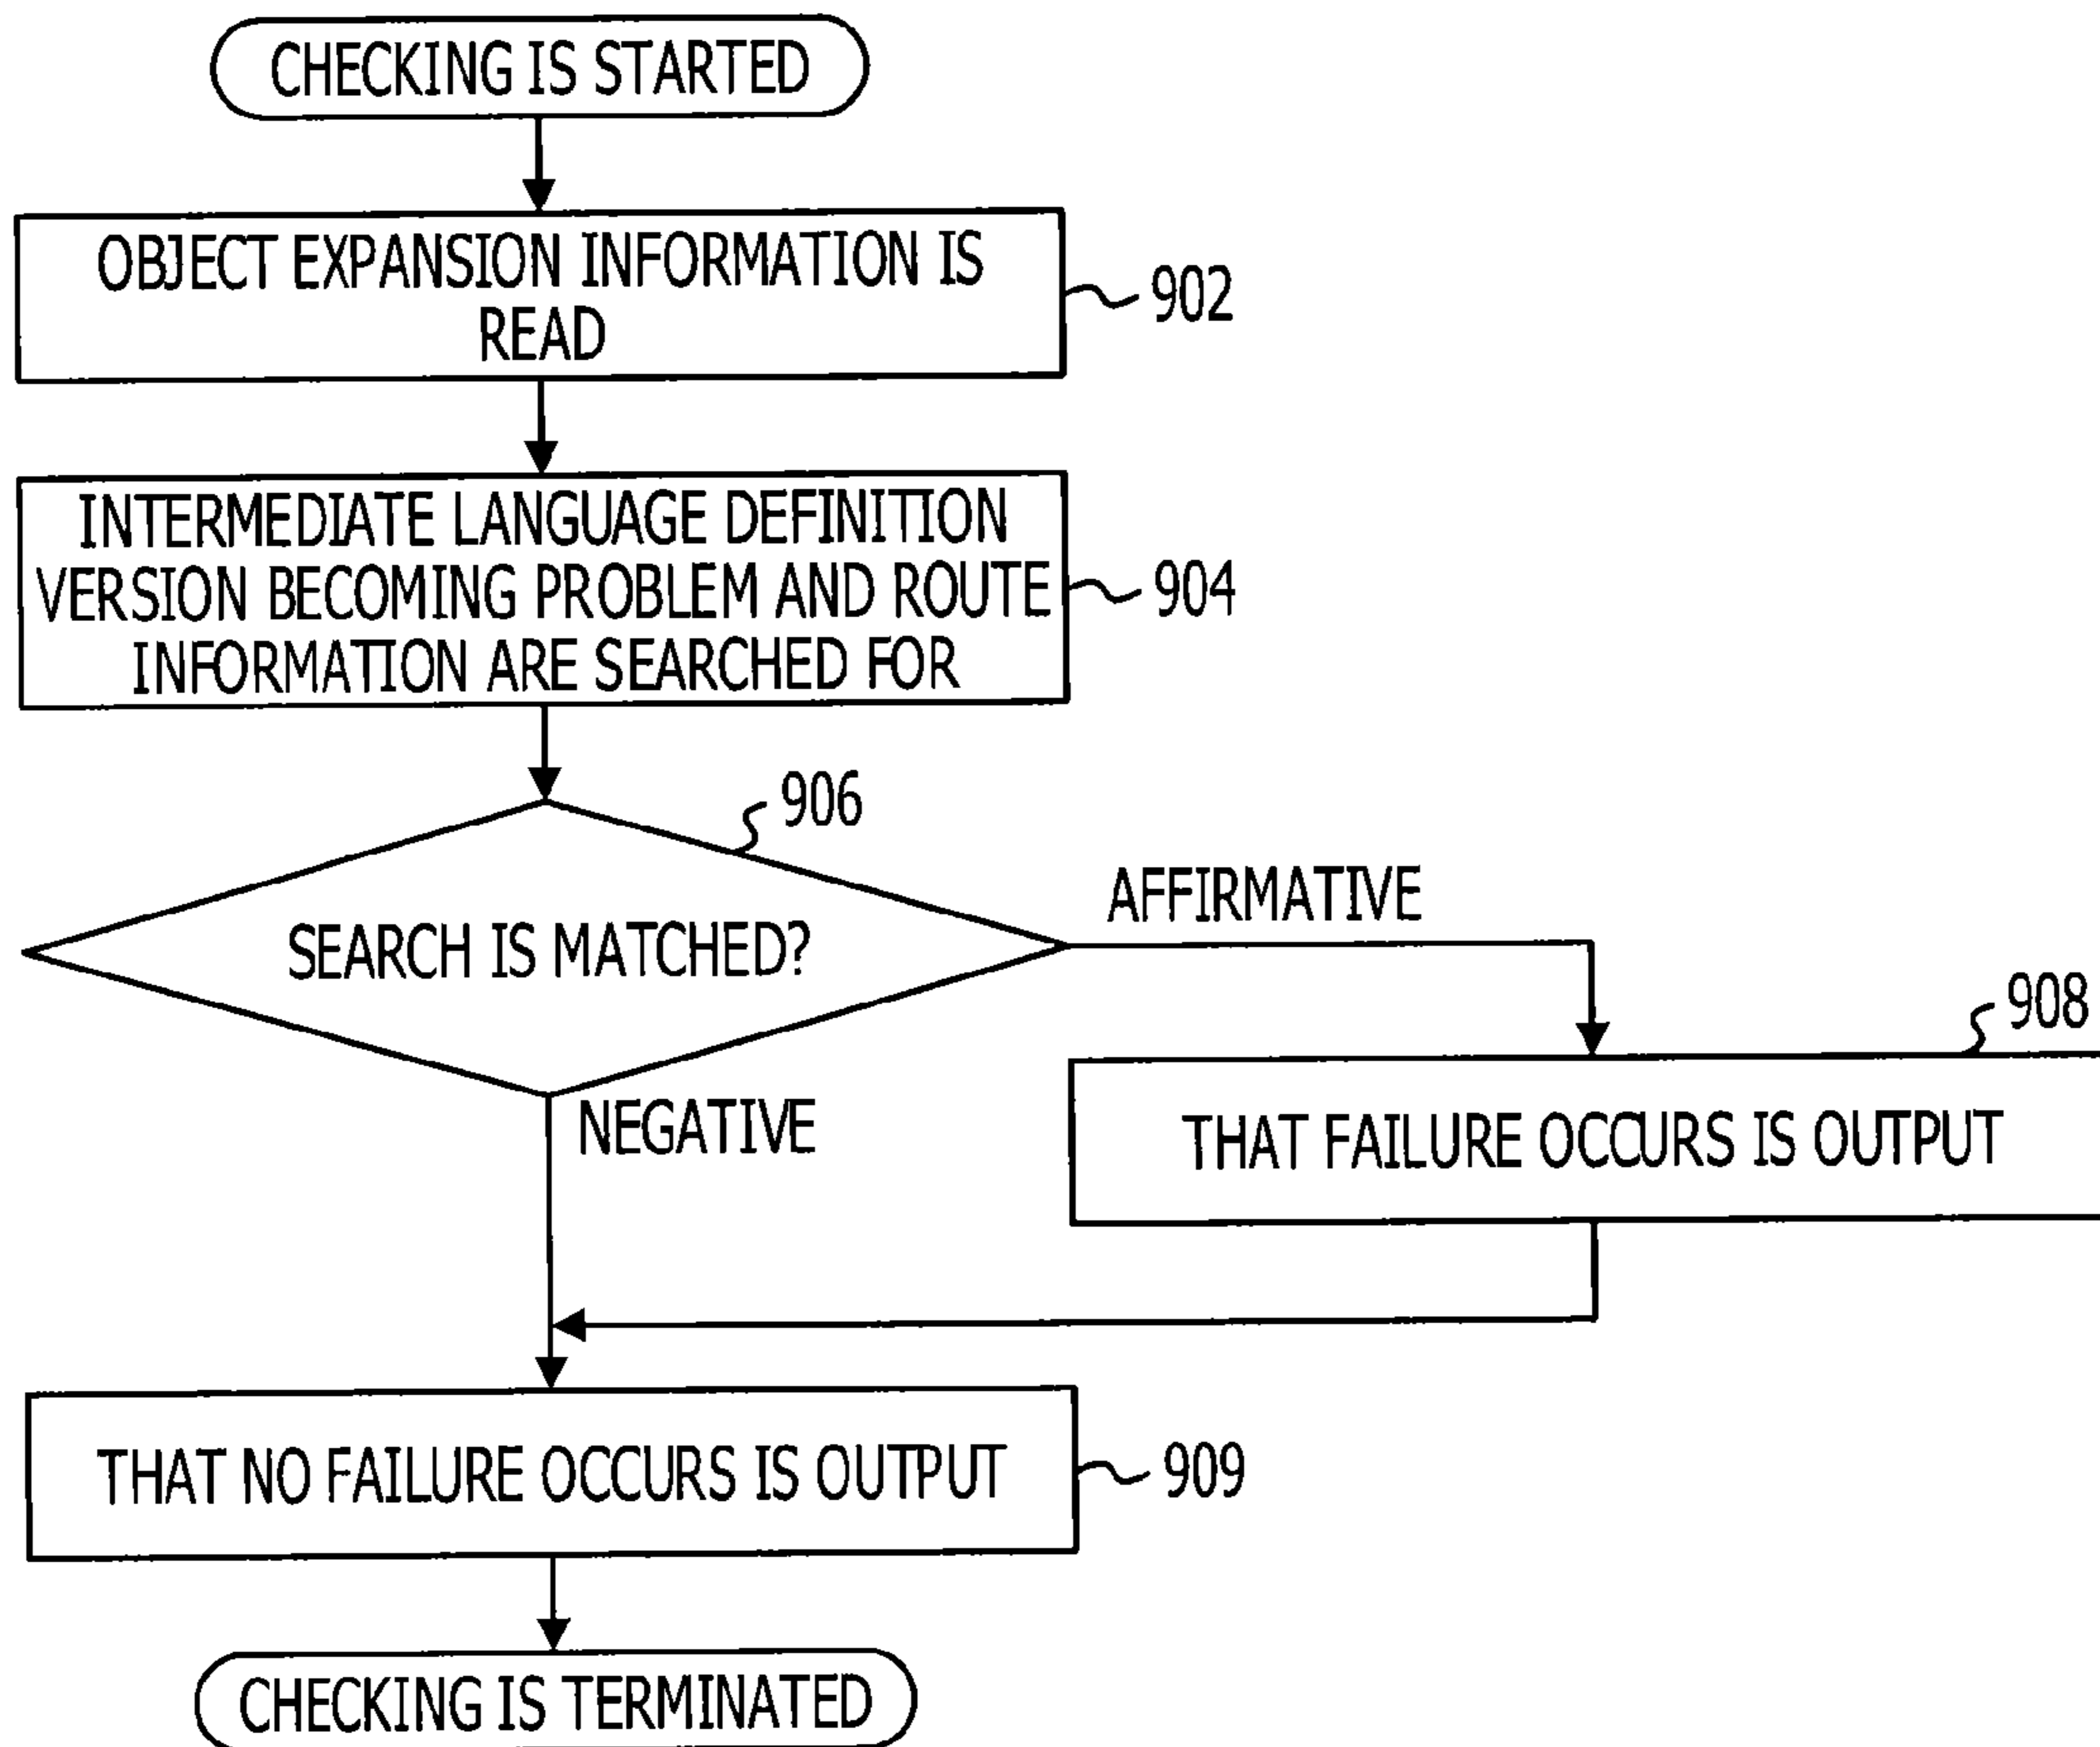 CHECKING IS STARTED
OBJECT EXPANSION INFORMATION IS
READ
902
INTERMEDIATE LANGUAGE DEFINITION
VERSION BECOMING PROBLEM AND ROUTE
INFORMATION ARE SEARCHED FOR
904
906
SEARCH IS MATCHED?
AFFIRMATIVE
NEGATIVE
908
THAT FAILURE OCCURS IS OUTPUT
THAT NO FAILURE OCCURS IS OUTPUT
909
CHECKING IS TERMINATED